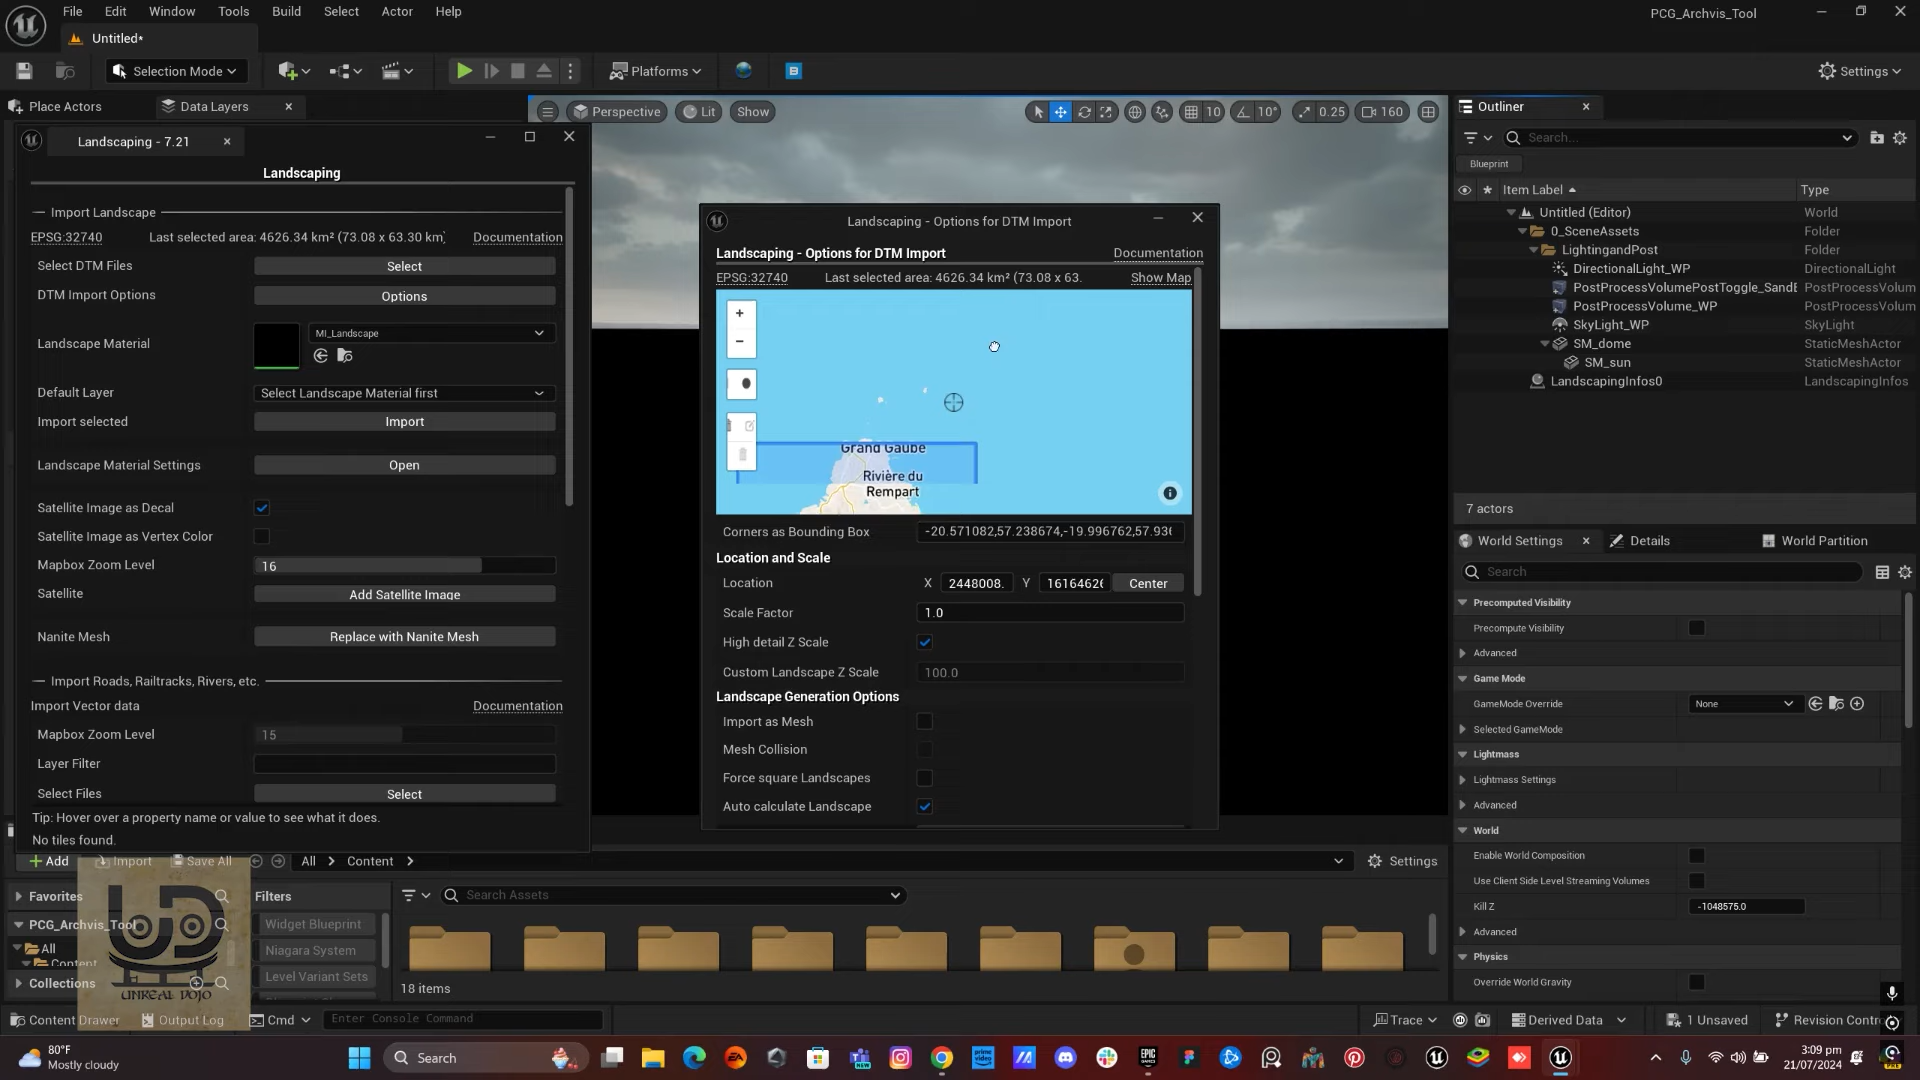 File Edit Window Tools Build Select Actor Help
PCG_Archvis_Tool
Untitled*
Selection Mode
Platforms
Settings
Place Actors
Data Layers
Perspective
Lit
Show
10
10°
0.25
160
Outliner
Search...
Blueprint
Item Label
Type
Untitled (Editor) World
0_SceneAssets Folder
LightingandPost Folder
DirectionalLight_WP DirectionalLight
PostProcessVolumePostToggle_SandB PostProcessVolum
PostProcessVolume_WP PostProcessVolum
SkyLight_WP SkyLight
SM_dome StaticMeshActor
SM_sun StaticMeshActor
LandscapingInfos0 LandscapingInfos
7 actors
World Settings
Details
World Partition
Search
Precomputed Visibility
Precompute Visibility
Advanced
Game Mode
GameMode Override None
Selected GameMode
Lightmass
Lightmass Settings
Advanced
World
Enable World Composition
Use Client Side Level Streaming Volumes
Kill Z -1048575.0
Advanced
Physics
Override World Gravity
Landscaping - 7.21
Landscaping
Import Landscape
EPSG:32740 Last selected area: 4626.34 km² (73.08 x 63.30 km) Documentation
Select DTM Files Select
DTM Import Options Options
Landscape Material MI_Landscape
Default Layer Select Landscape Material first
Import selected Import
Landscape Material Settings Open
Satellite Image as Decal
Satellite Image as Vertex Color
Mapbox Zoom Level 16
Satellite Add Satellite Image
Nanite Mesh Replace with Nanite Mesh
Import Roads, Railtracks, Rivers, etc.
Import Vector data Documentation
Mapbox Zoom Level 15
Layer Filter
Select Files Select
Tip: Hover over a property name or value to see what it does.
No tiles found.
Landscaping - Options for DTM Import
Landscaping - Options for DTM Import Documentation
EPSG:32740 Last selected area: 4626.34 km² (73.08 x 63. Show Map
+
−
Grand Gaube
Rivière du
Rempart
Corners as Bounding Box -20.571082,57.238674,-19.996762,57.936
Location and Scale
Location X 2448008. Y 16164626 Center
Scale Factor 1.0
High detail Z Scale
Custom Landscape Z Scale 100.0
Landscape Generation Options
Import as Mesh
Mesh Collision
Force square Landscapes
Auto calculate Landscape
Add Import Save All All Content Settings
Favorites
Filters
Search Assets
PCG_Archvis_Tool
All
Content
Collections
Widget Blueprint
Niagara System
Level Variant Sets
18 items
UNREAL DOJO
Content Drawer Output Log Cmd Enter Console Command Trace Derived Data 1 Unsaved Revision Contr
80°F
Mostly cloudy
Search
NEW
prime video
EPIC GAMES
3:09 pm
21/07/2024
PRE